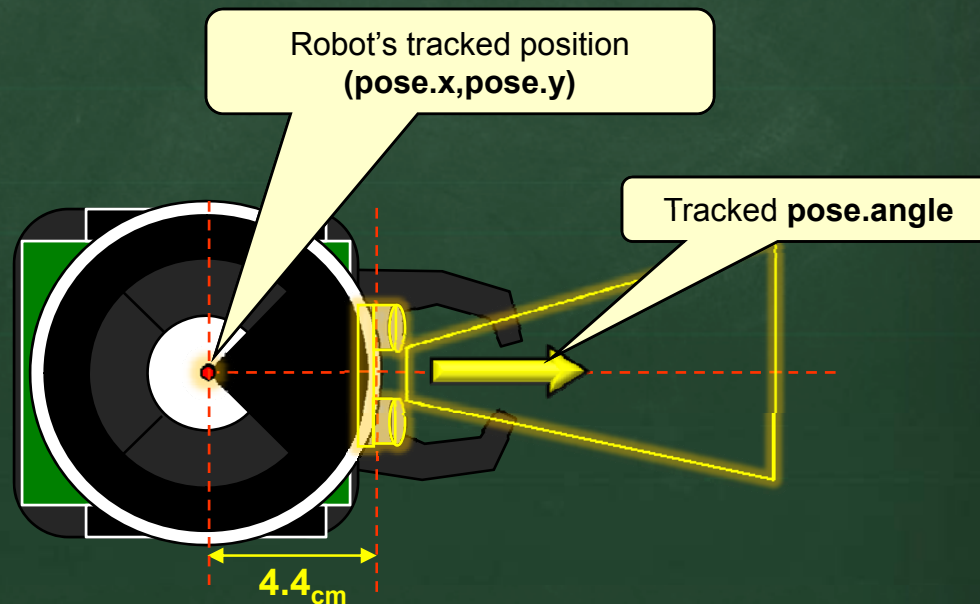 Robot’s tracked position
(pose.x,pose.y)
Tracked pose.angle
4.4cm